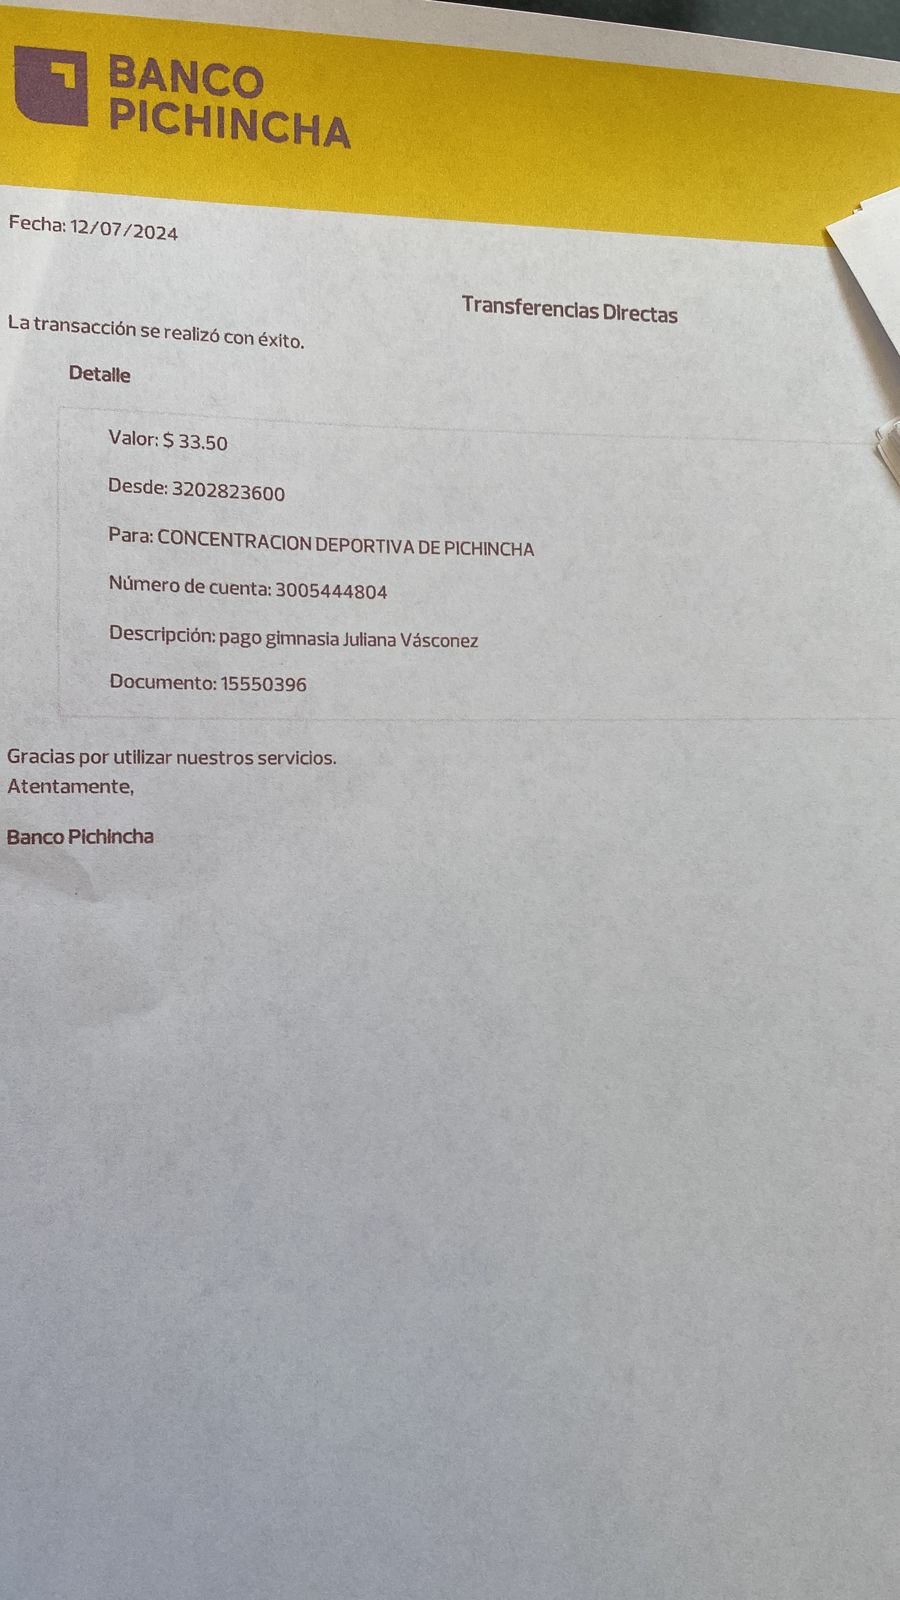 BANCO
PICHINCHA
Fecha: 12/07/2024
Transferencias Directas
La transacción se realizó con éxito.
Detalle
Valor: $ 33.50
Desde: 3202823600
Para: CONCENTRACION DEPORTIVA DE PICHINCHA
Número de cuenta: 3005444804
Descripción: pago gimnasia Juliana Vásconez
Documento: 15550396
Gracias por utilizar nuestros servicios.
Atentamente,
Banco Pichincha